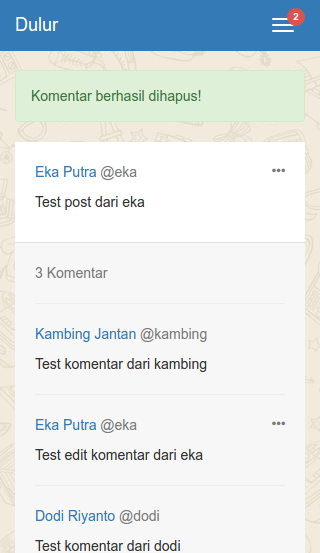 Dulur
2
Komentar berhasil dihapus!
Eka Putra @eka
Test post dari eka
3 Komentar
Kambing Jantan @kambing
Test komentar dari kambing
Eka Putra @eka
Test edit komentar dari eka
Dodi Riyanto @dodi
Test komentar dari dodi